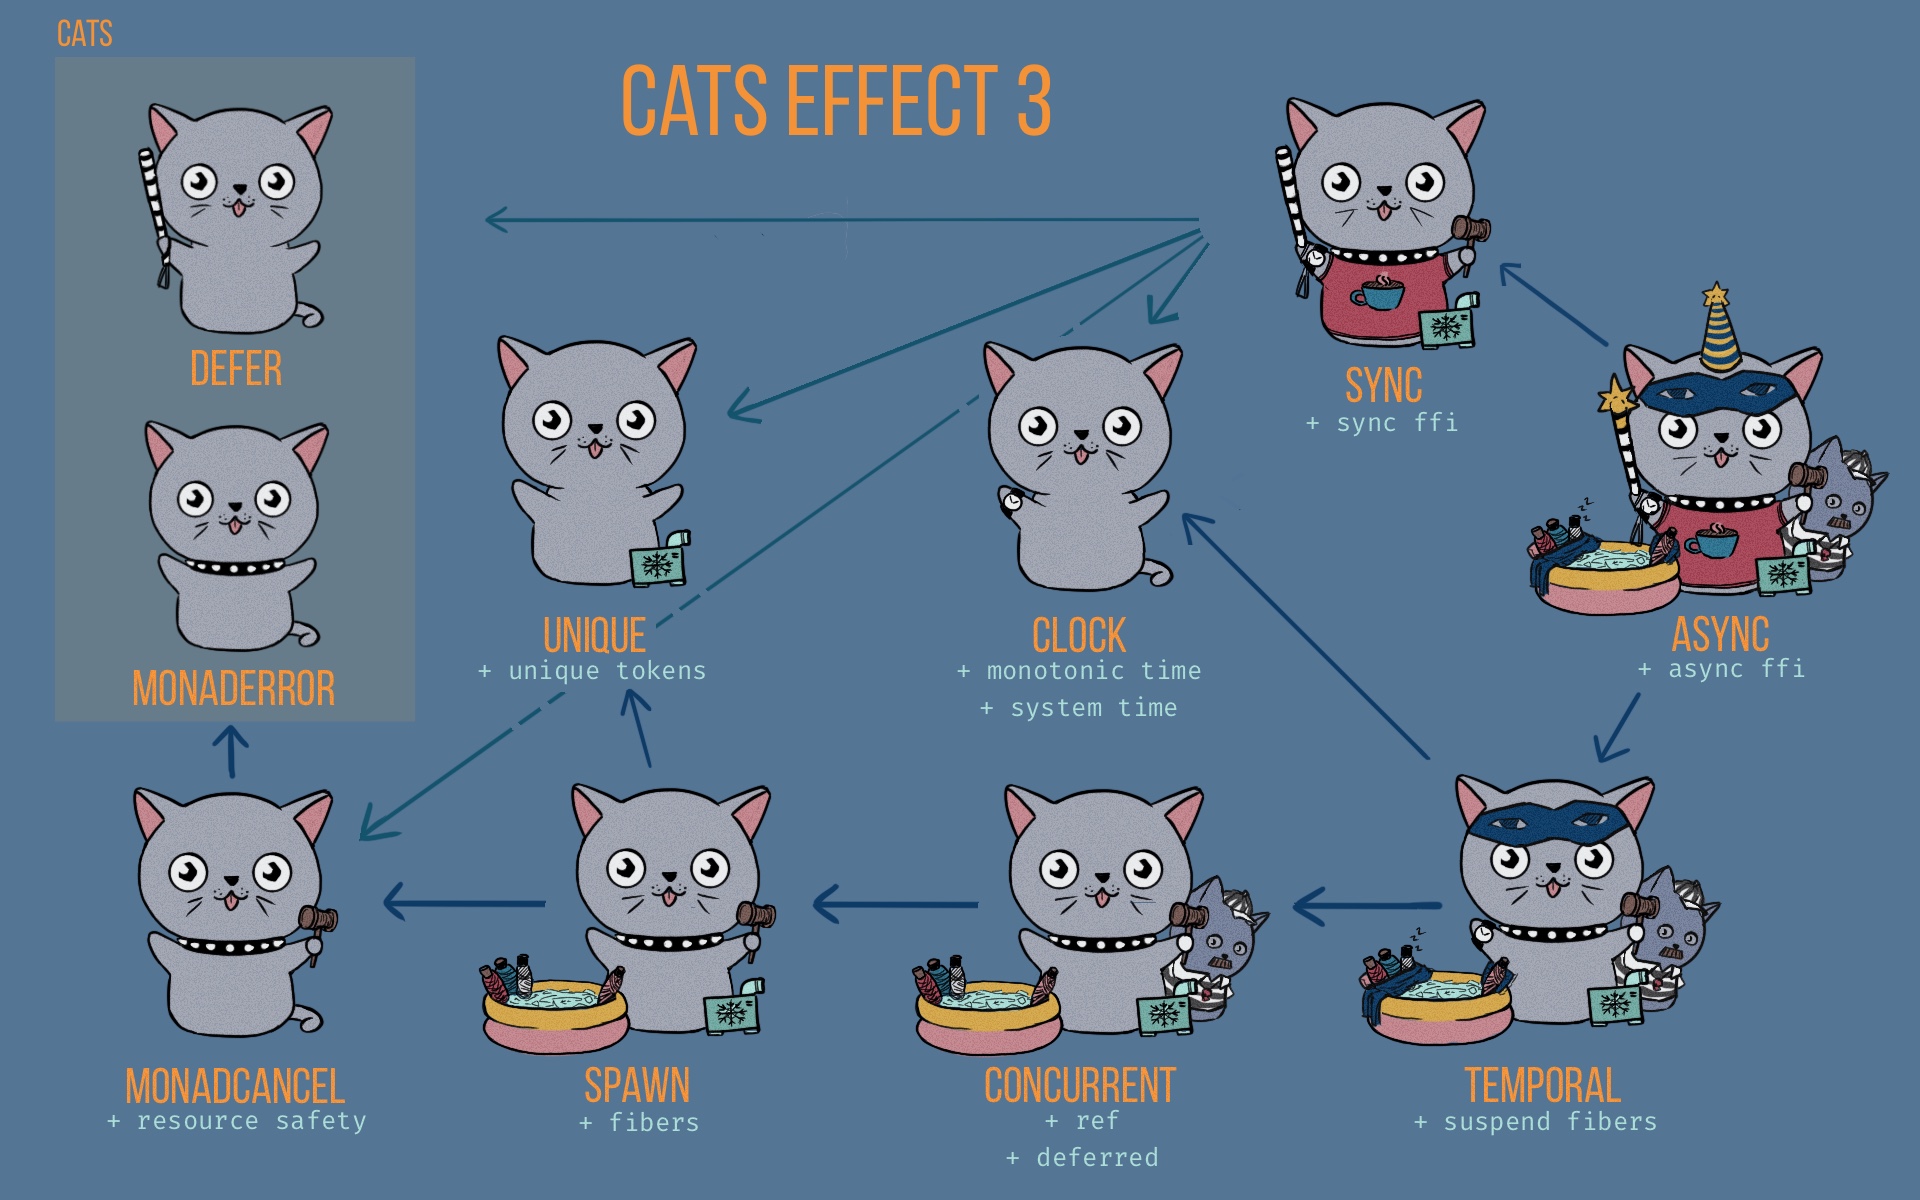 CATS
CATS EFFECT 3
DEFER
MONADERROR
UNIQUE
+ unique tokens
CLOCK
+ monotonic time
+ system time
SYNC
+ sync ffi
ASYNC
+ async ffi
z z
z
MONADCANCEL
+ resource safety
SPAWN
+ fibers
CONCURRENT
+ ref
+ deferred
TEMPORAL
+ suspend fibers
z z
z z